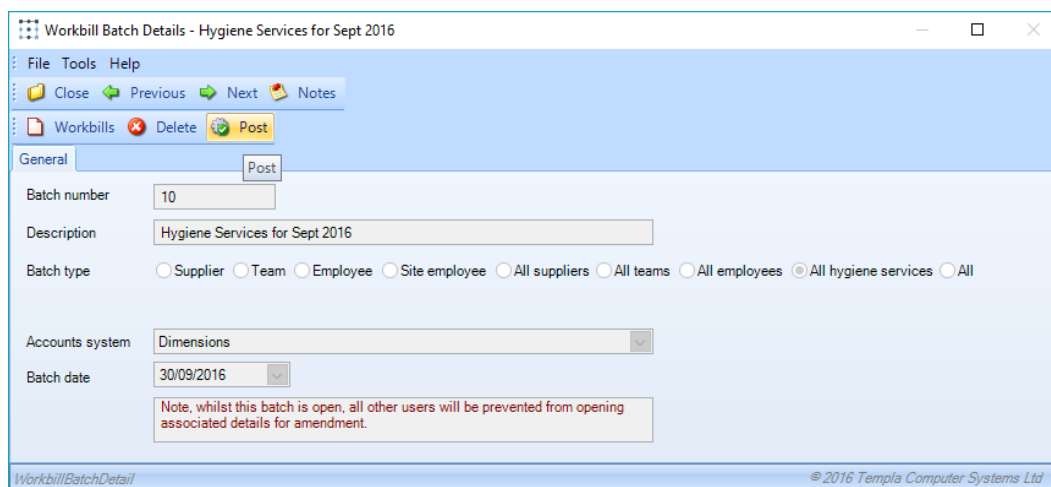 Workbill Batch Details - Hygiene Services for Sept 2016
File Tools Help
Close Previous Next Notes
Workbills Delete Post
General
Post
Batch number 10
Description Hygiene Services for Sept 2016
Batch type Supplier Team Employee Site employee All suppliers All teams All employees All hygiene services All
Accounts system Dimensions
Batch date 30/09/2016
Note, whilst this batch is open, all other users will be prevented from opening
associated details for amendment.
WorkbillBatchDetail © 2016 Templa Computer Systems Ltd